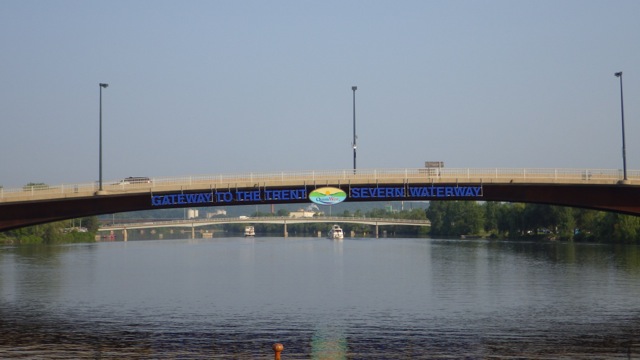 GATEWAY TO THE TRENT SEVERN WATERWAY